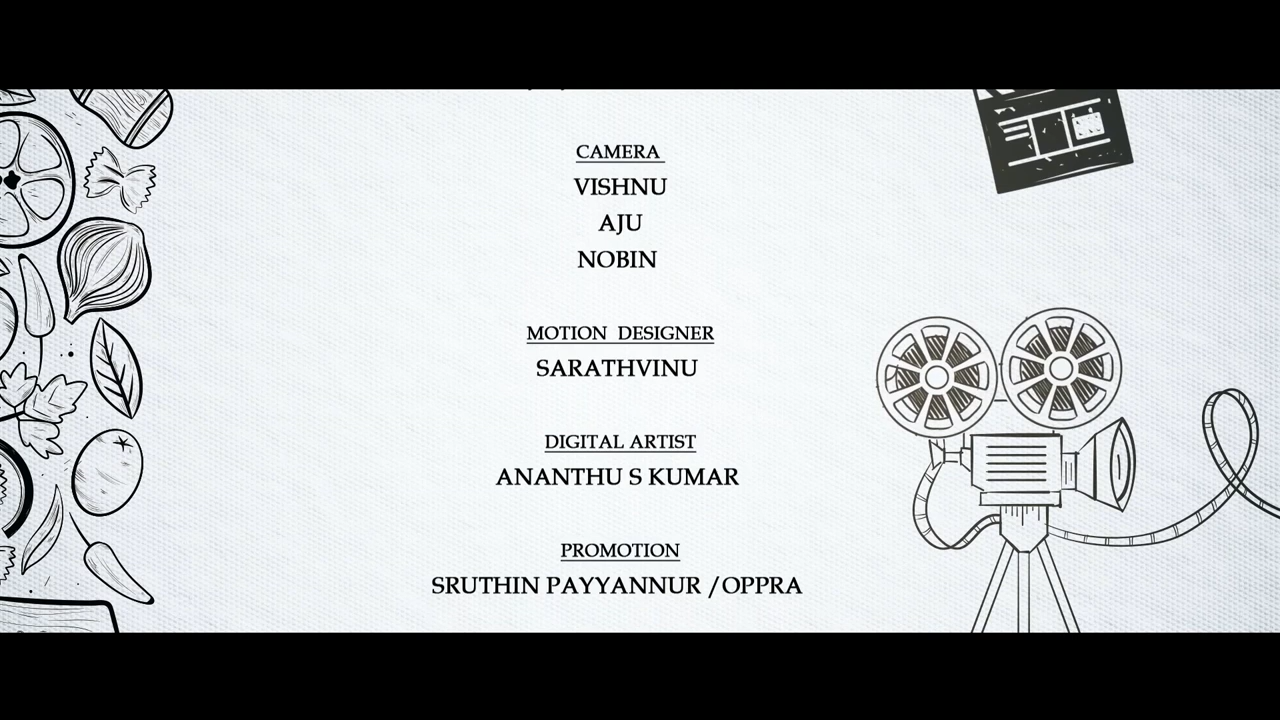 CAMERA
VISHNU
AJU
NOBIN
MOTION DESIGNER
SARATHVINU
DIGITAL ARTIST
ANANTHU S KUMAR
PROMOTION
SRUTHIN PAYYANNUR /OPPRA